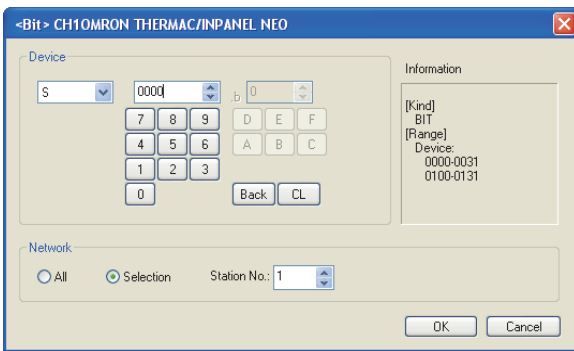 <Bit> CH1OMRON THERMAC/INPANEL NEO
Device
S 0000 .b 0
7 8 9 D E F
4 5 6 A B C
1 2 3
0 Back CL
Information
[Kind]
BIT
[Range]
Device:
0000-0031
0100-0131
Network
All Selection Station No.: 1
OK Cancel